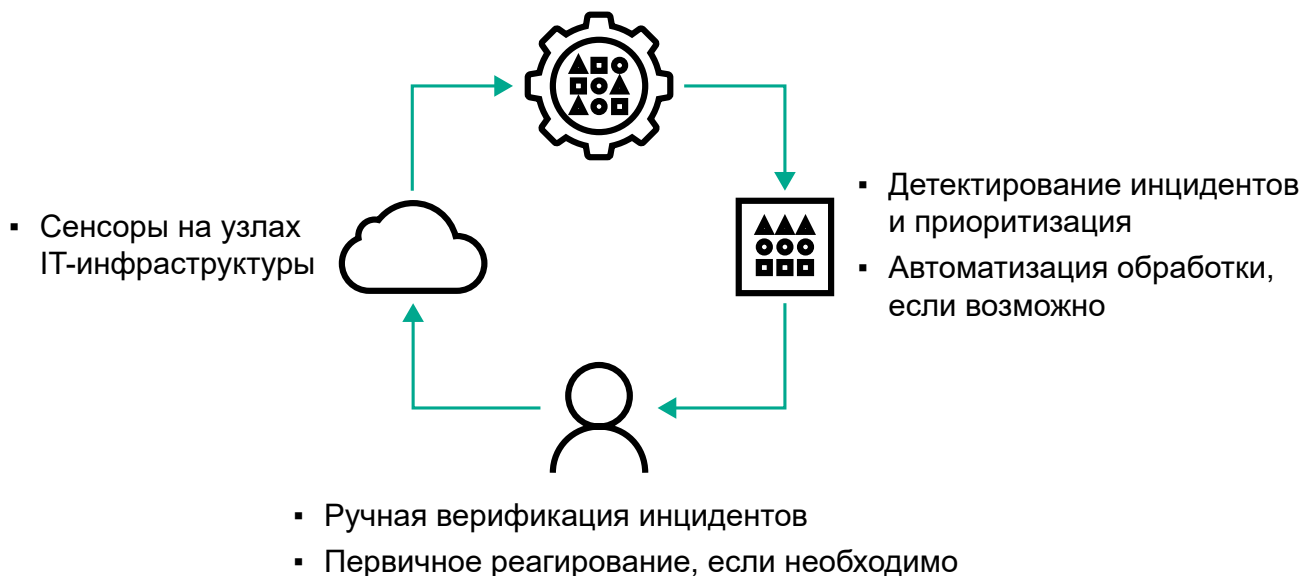 ▪ Сенсоры на узлах
IT-инфраструктуры
▪ Детектирование инцидентов
и приоритизация
▪ Автоматизация обработки,
если возможно
▪ Ручная верификация инцидентов
▪ Первичное реагирование, если необходимо